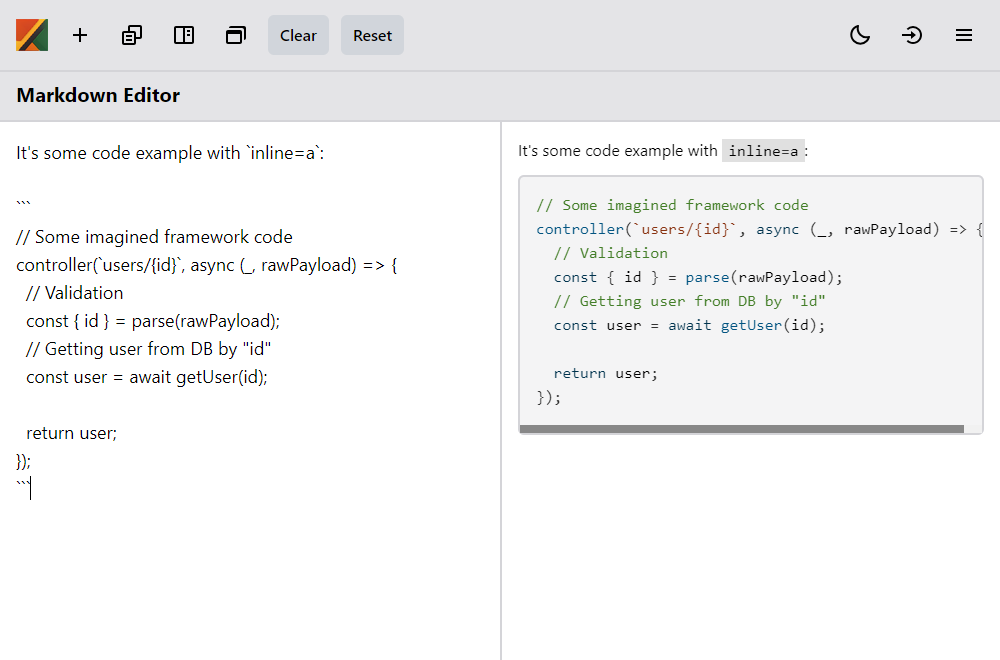 Clear Reset
Markdown Editor
It's some code example with `inline=a`:
```
// Some imagined framework code
controller(`users/{id}`, async (_, rawPayload) => {
  // Validation
  const { id } = parse(rawPayload);
  // Getting user from DB by "id"
  const user = await getUser(id);
  return user;
});
```
It's some code example with inline=a:
// Some imagined framework code
controller(`users/{id}`, async (_, rawPayload) => {
  // Validation
  const { id } = parse(rawPayload);
  // Getting user from DB by "id"
  const user = await getUser(id);
  return user;
});